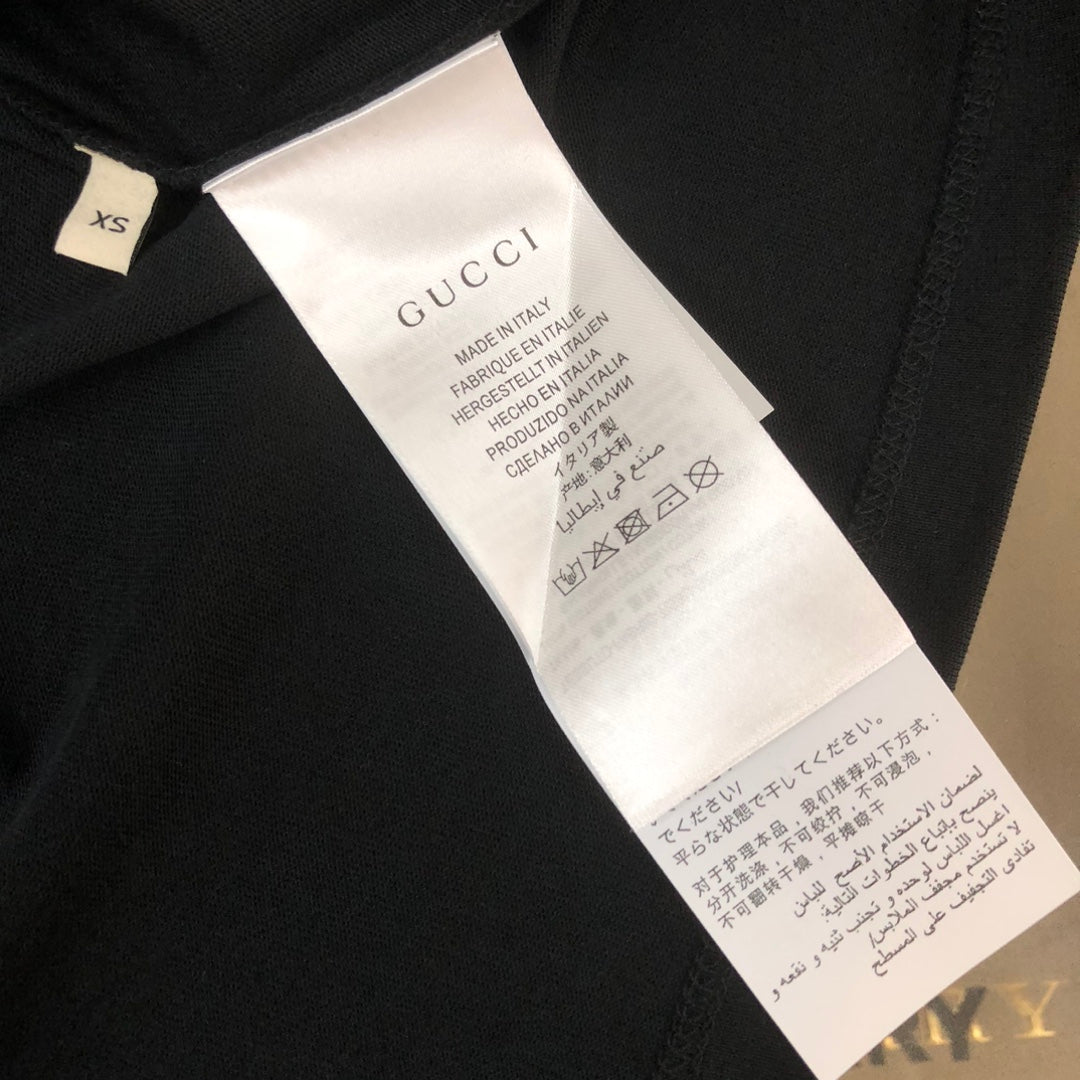 XS
GUCCI
MADE IN ITALY
FABRIQUE EN ITALIE
HERGESTELLT IN ITALIEN
HECHO EN ITALIA
PRODUZIDO NA ITALIA
СДЕЛАНО В ИТАЛИИ
イタリア製
产地:意大利
صنع في إيطاليا
でください/
平らな状態で干してください。
对于护理本品，我们推荐以下方式：
分开洗涤，不可绞拧，不可浸泡，
不可翻转干燥，平摊晾干
لضمان الاستخدام الأصح للباس
ينصح باتباع الخطوات التالية:
اغسل اللباس لوحده و تجنب ثنيه و نقعه و
لا تستخدم مجفف الملابس/
تفادى التجفيف على المسطح